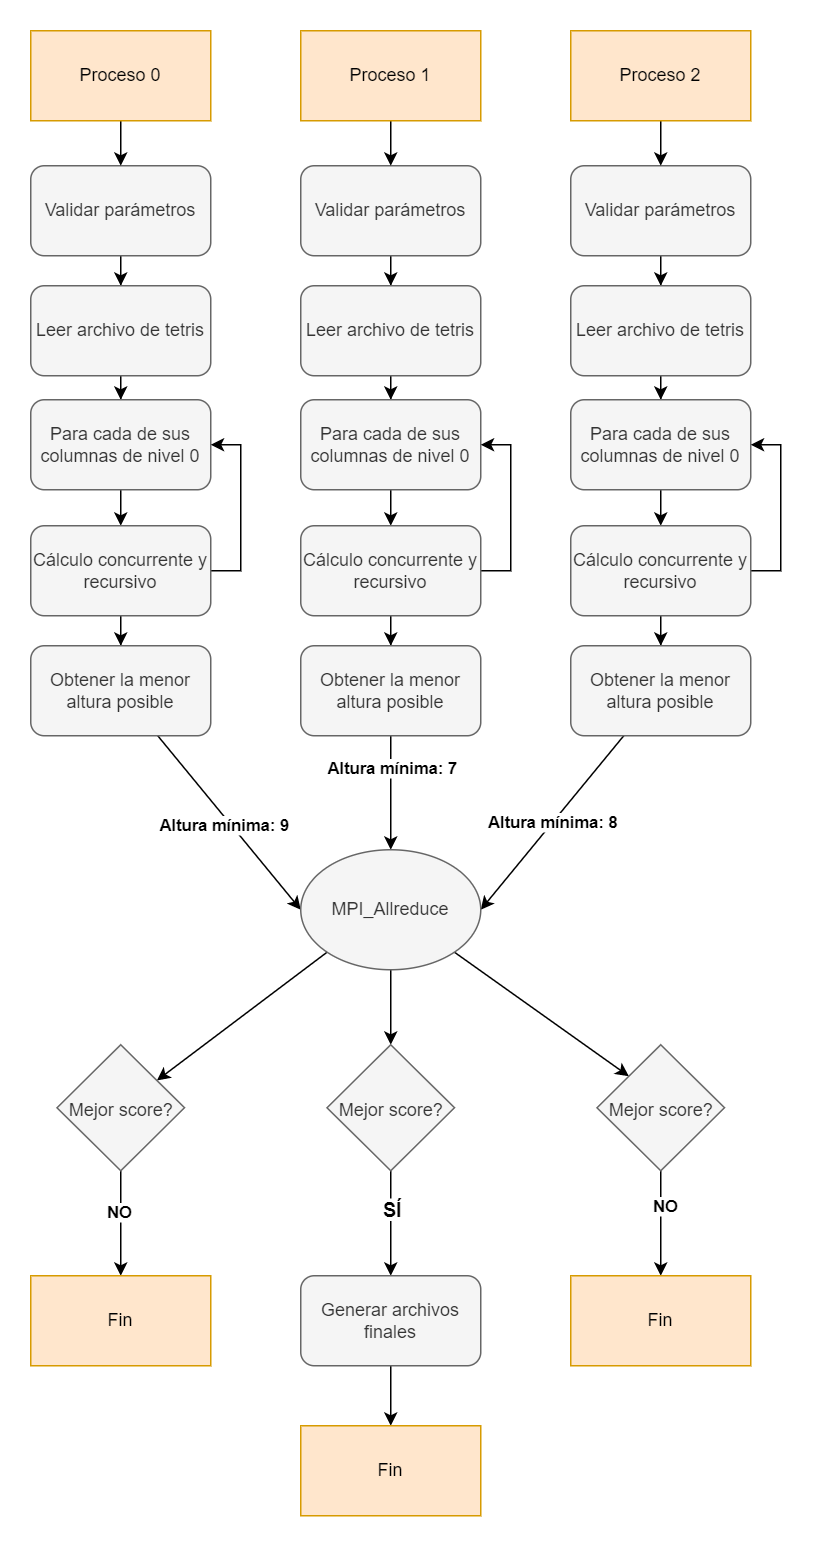 Proceso 0
Proceso 1
Proceso 2
Validar parámetros
Validar parámetros
Validar parámetros
Leer archivo de tetris
Leer archivo de tetris
Leer archivo de tetris
Para cada de sus
columnas de nivel 0
Para cada de sus
columnas de nivel 0
Para cada de sus
columnas de nivel 0
Cálculo concurrente y
recursivo
Cálculo concurrente y
recursivo
Cálculo concurrente y
recursivo
Obtener la menor
altura posible
Obtener la menor
altura posible
Obtener la menor
altura posible
Altura mínima: 9
Altura mínima: 7
Altura mínima: 8
MPI_Allreduce
Mejor score?
Mejor score?
Mejor score?
NO
SÍ
NO
Fin
Generar archivos
finales
Fin
Fin